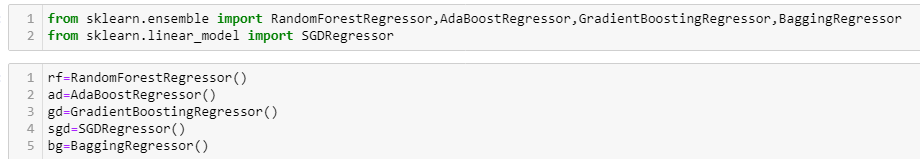 1 from sklearn.ensemble import RandomForestRegressor,AdaBoostRegressor,GradientBoostingRegressor,BaggingRegressor
2 from sklearn.linear_model import SGDRegressor
1 rf=RandomForestRegressor()
2 ad=AdaBoostRegressor()
3 gd=GradientBoostingRegressor()
4 sgd=SGDRegressor()
5 bg=BaggingRegressor()